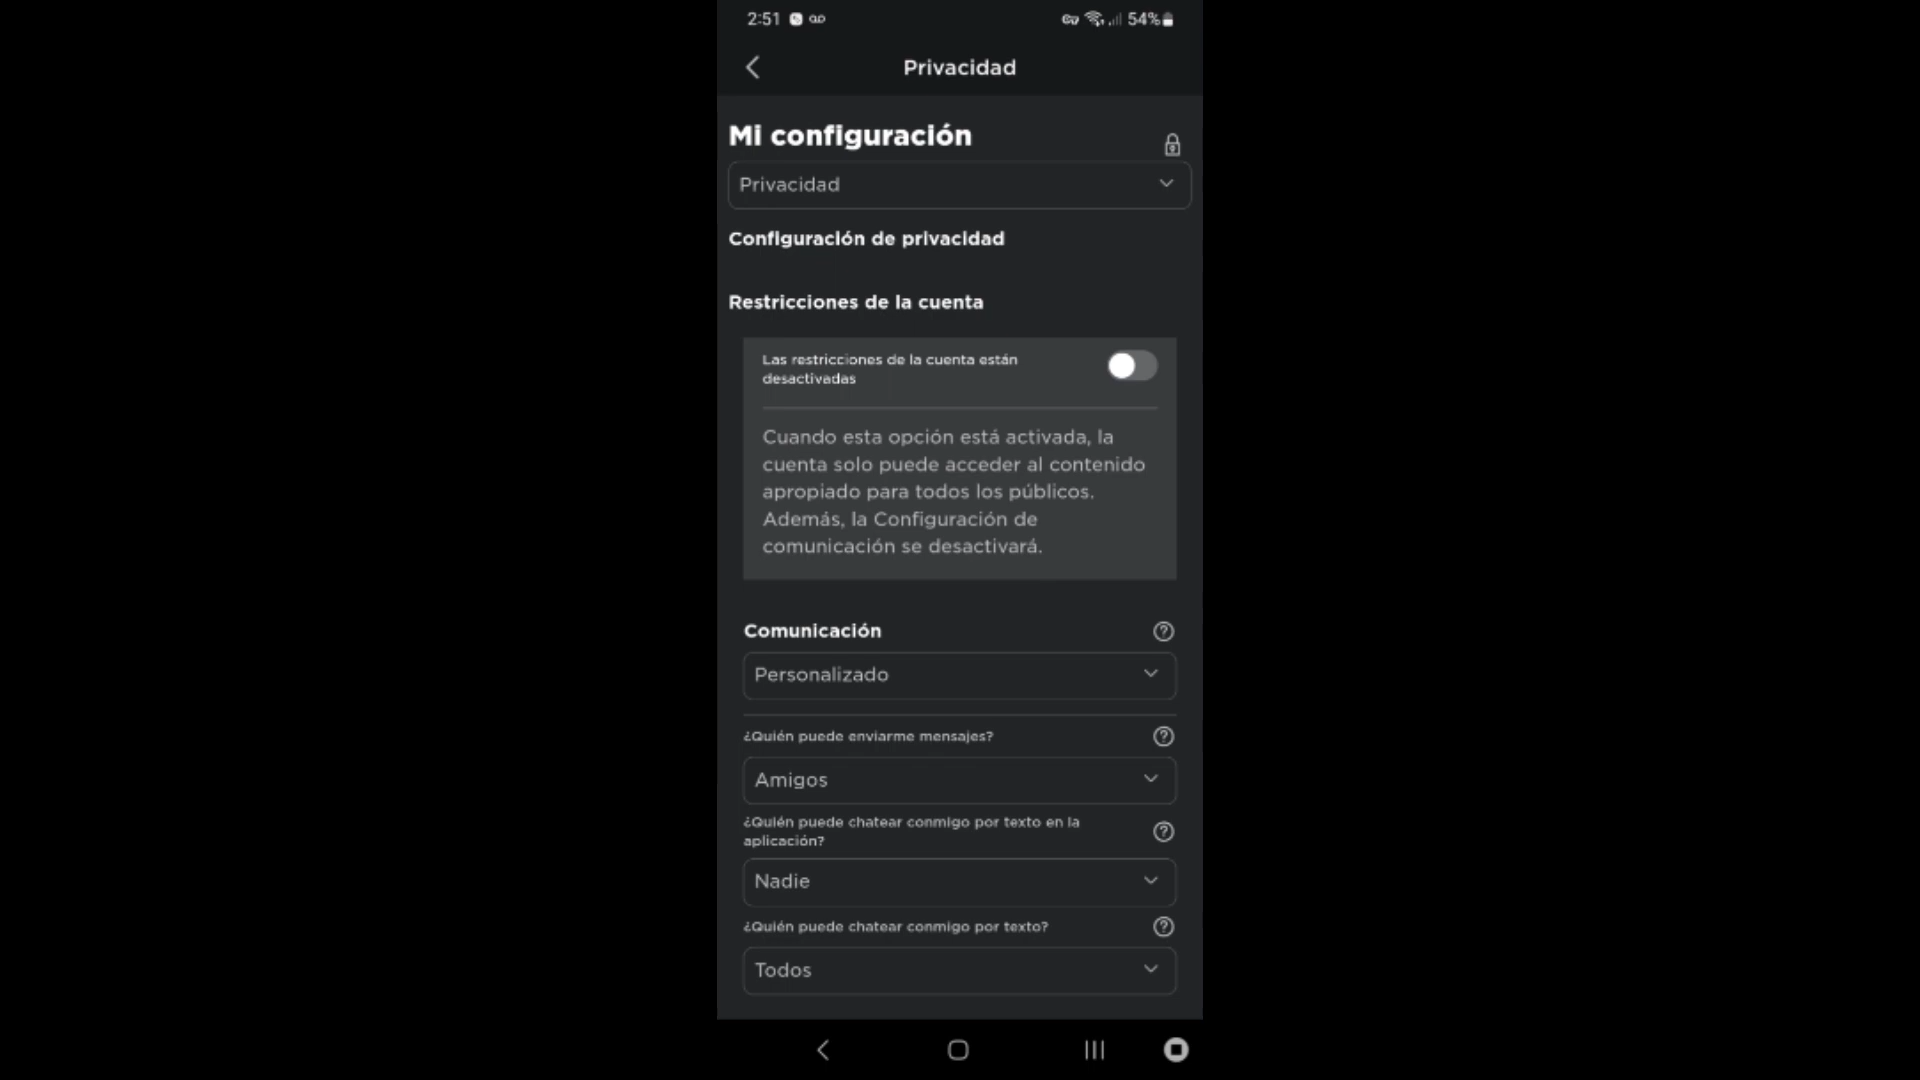 2:51
54%
Privacidad
Mi configuración
Privacidad
Configuración de privacidad
Restricciones de la cuenta
Las restricciones de la cuenta están
desactivadas
Cuando esta opción está activada, la
cuenta solo puede acceder al contenido
apropiado para todos los públicos.
Además, la Configuración de
comunicación se desactivará.
Comunicación
Personalizado
¿Quién puede enviarme mensajes?
Amigos
¿Quién puede chatear conmigo por texto en la
aplicación?
Nadie
¿Quién puede chatear conmigo por texto?
Todos